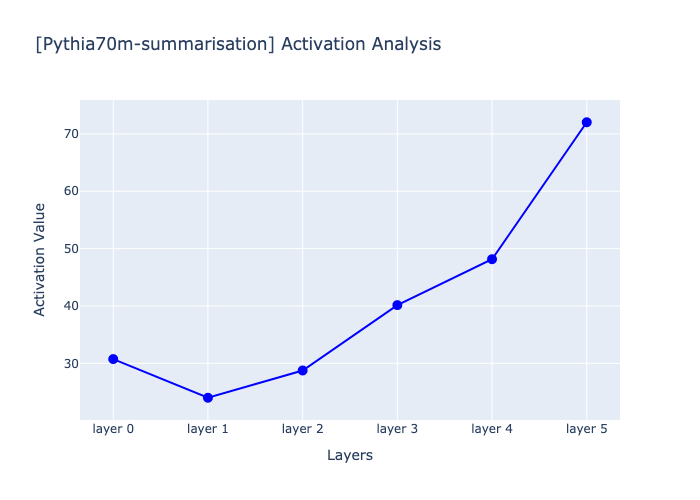 [Pythia70m-summarisation] Activation Analysis
Activation Value
70
60
50
40
30
layer 0 layer 1 layer 2 layer 3 layer 4 layer 5
Layers